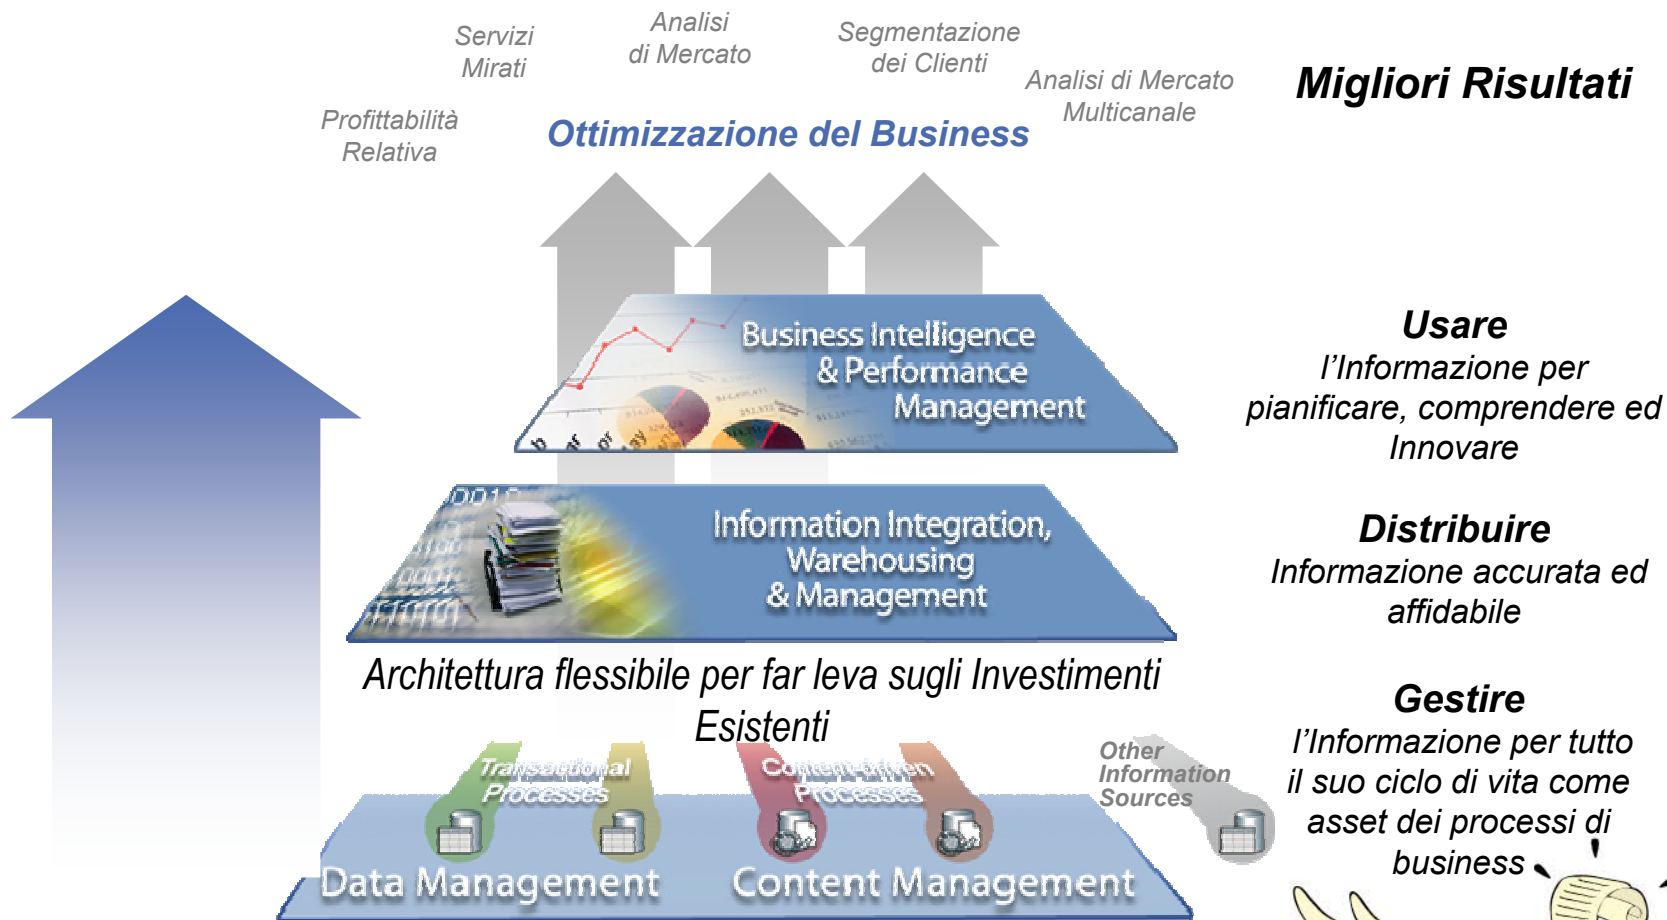 Servizi
Mirati
Analisi
di Mercato
Segmentazione
dei Clienti
Analisi di Mercato
Multicanale
Migliori Risultati
Profittabilità
Relativa
Ottimizzazione del Business
Business Intelligence
& Performance
Management
Usare
l’Informazione per
pianificare, comprendere ed
Innovare
Information Integration,
Warehousing
& Management
Distribuire
Informazione accurata ed
affidabile
Architettura flessibile per far leva sugli Investimenti
Esistenti
Gestire
l’Informazione per tutto
il suo ciclo di vita come
asset dei processi di
business
Transactional
Processes
Content-Driven
Processes
Other
Information
Sources
Data Management
Content Management